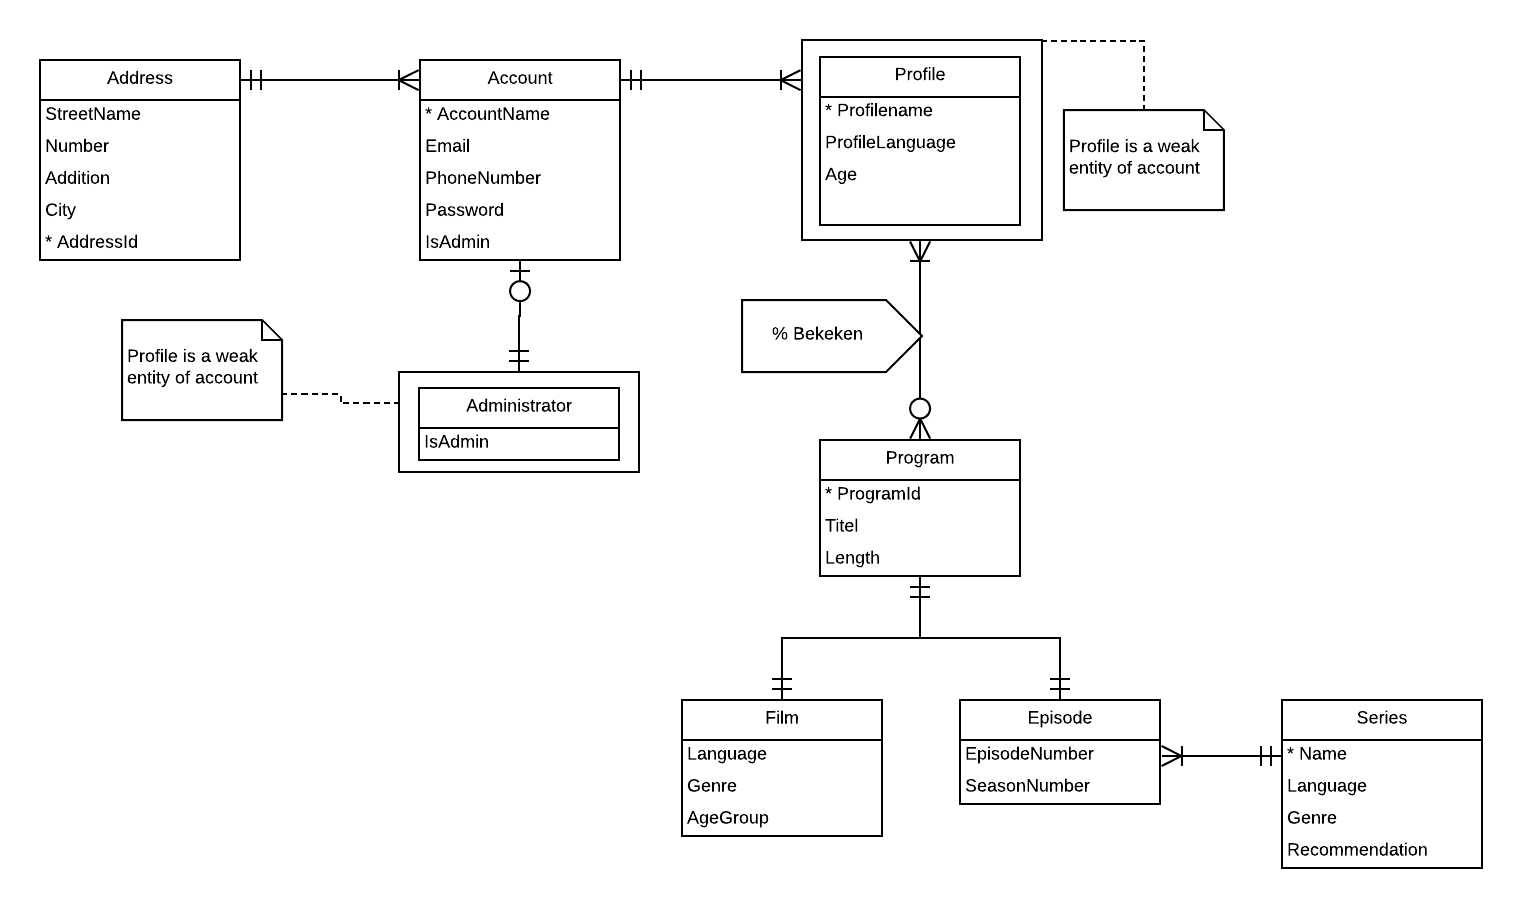 Address
StreetName
Number
Addition
City
* AddressId
Account
* AccountName
Email
PhoneNumber
Password
IsAdmin
Profile
* Profilename
ProfileLanguage
Age
Profile is a weak
entity of account
Profile is a weak
entity of account
Administrator
IsAdmin
% Bekeken
Program
* ProgramId
Titel
Length
Film
Language
Genre
AgeGroup
Episode
EpisodeNumber
SeasonNumber
Series
* Name
Language
Genre
Recommendation